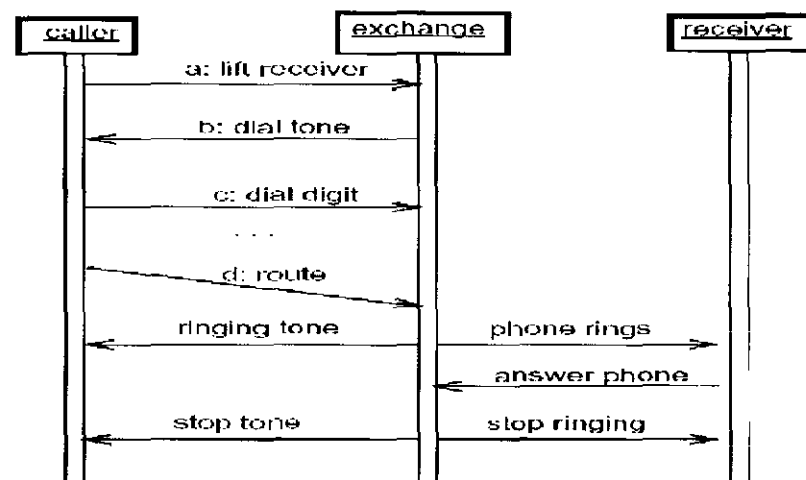 caller
exchange
receiver
a: lift receiver
b: dial tone
c: dial digit
. . .
d: route
ringing tone
phone rings
answer phone
stop tone
stop ringing